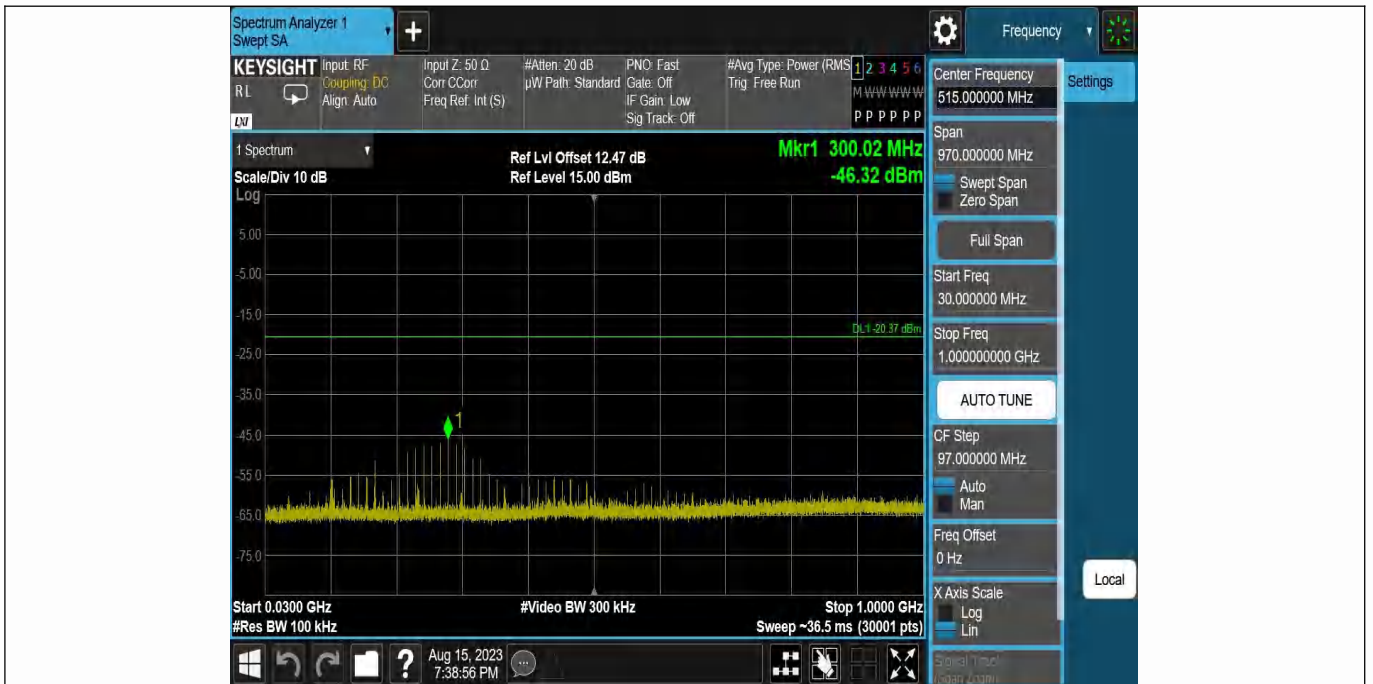 Spectrum Analyzer 1
Swept SA
+
Frequency
KEYSIGHT
RL
LXI
Input: RF
Coupling: DC
Align: Auto
Input Z: 50 Ω
Corr CCorr
Freq Ref: Int (S)
#Atten: 20 dB
µW Path: Standard
PNO: Fast
Gate: Off
IF Gain: Low
Sig Track: Off
#Avg Type: Power (RMS
Trig: Free Run
1 2 3 4 5 6
M W W W W W
P P P P P P
1 Spectrum
Scale/Div 10 dB
Log
Ref Lvl Offset 12.47 dB
Ref Level 15.00 dBm
Mkr1 300.02 MHz
-46.32 dBm
5.00
-5.00
-15.0
DL1 -20.37 dBm
-25.0
-35.0
1
-45.0
-55.0
-65.0
-75.0
Start 0.0300 GHz
#Res BW 100 kHz
#Video BW 300 kHz
Stop 1.0000 GHz
Sweep ~36.5 ms (30001 pts)
Center Frequency
515.000000 MHz
Settings
Span
970.000000 MHz
Swept Span
Zero Span
Full Span
Start Freq
30.000000 MHz
Stop Freq
1.000000000 GHz
AUTO TUNE
CF Step
97.000000 MHz
Auto
Man
Freq Offset
0 Hz
X Axis Scale
Log
Lin
Signal Track
(Span Zoom)
Local
?
Aug 15, 2023
7:38:56 PM